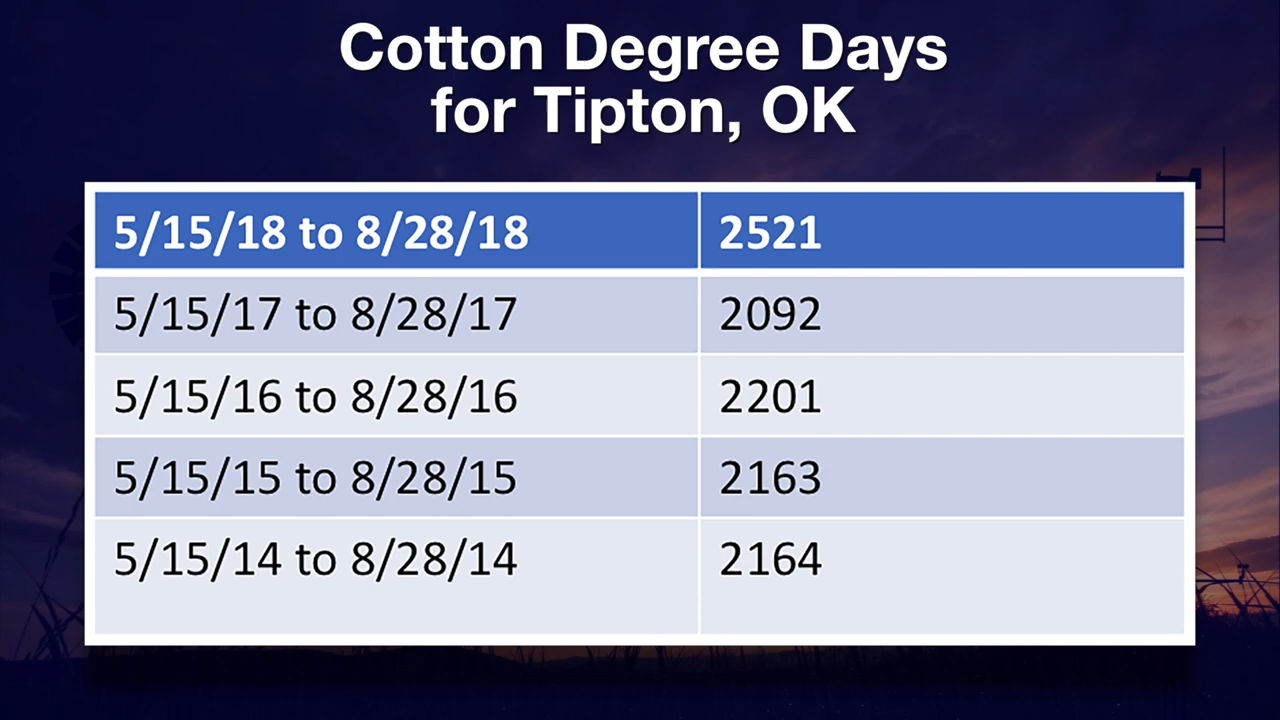 Cotton Degree Days
for Tipton, OK
5/15/18 to 8/28/18 2521
5/15/17 to 8/28/17 2092
5/15/16 to 8/28/16 2201
5/15/15 to 8/28/15 2163
5/15/14 to 8/28/14 2164